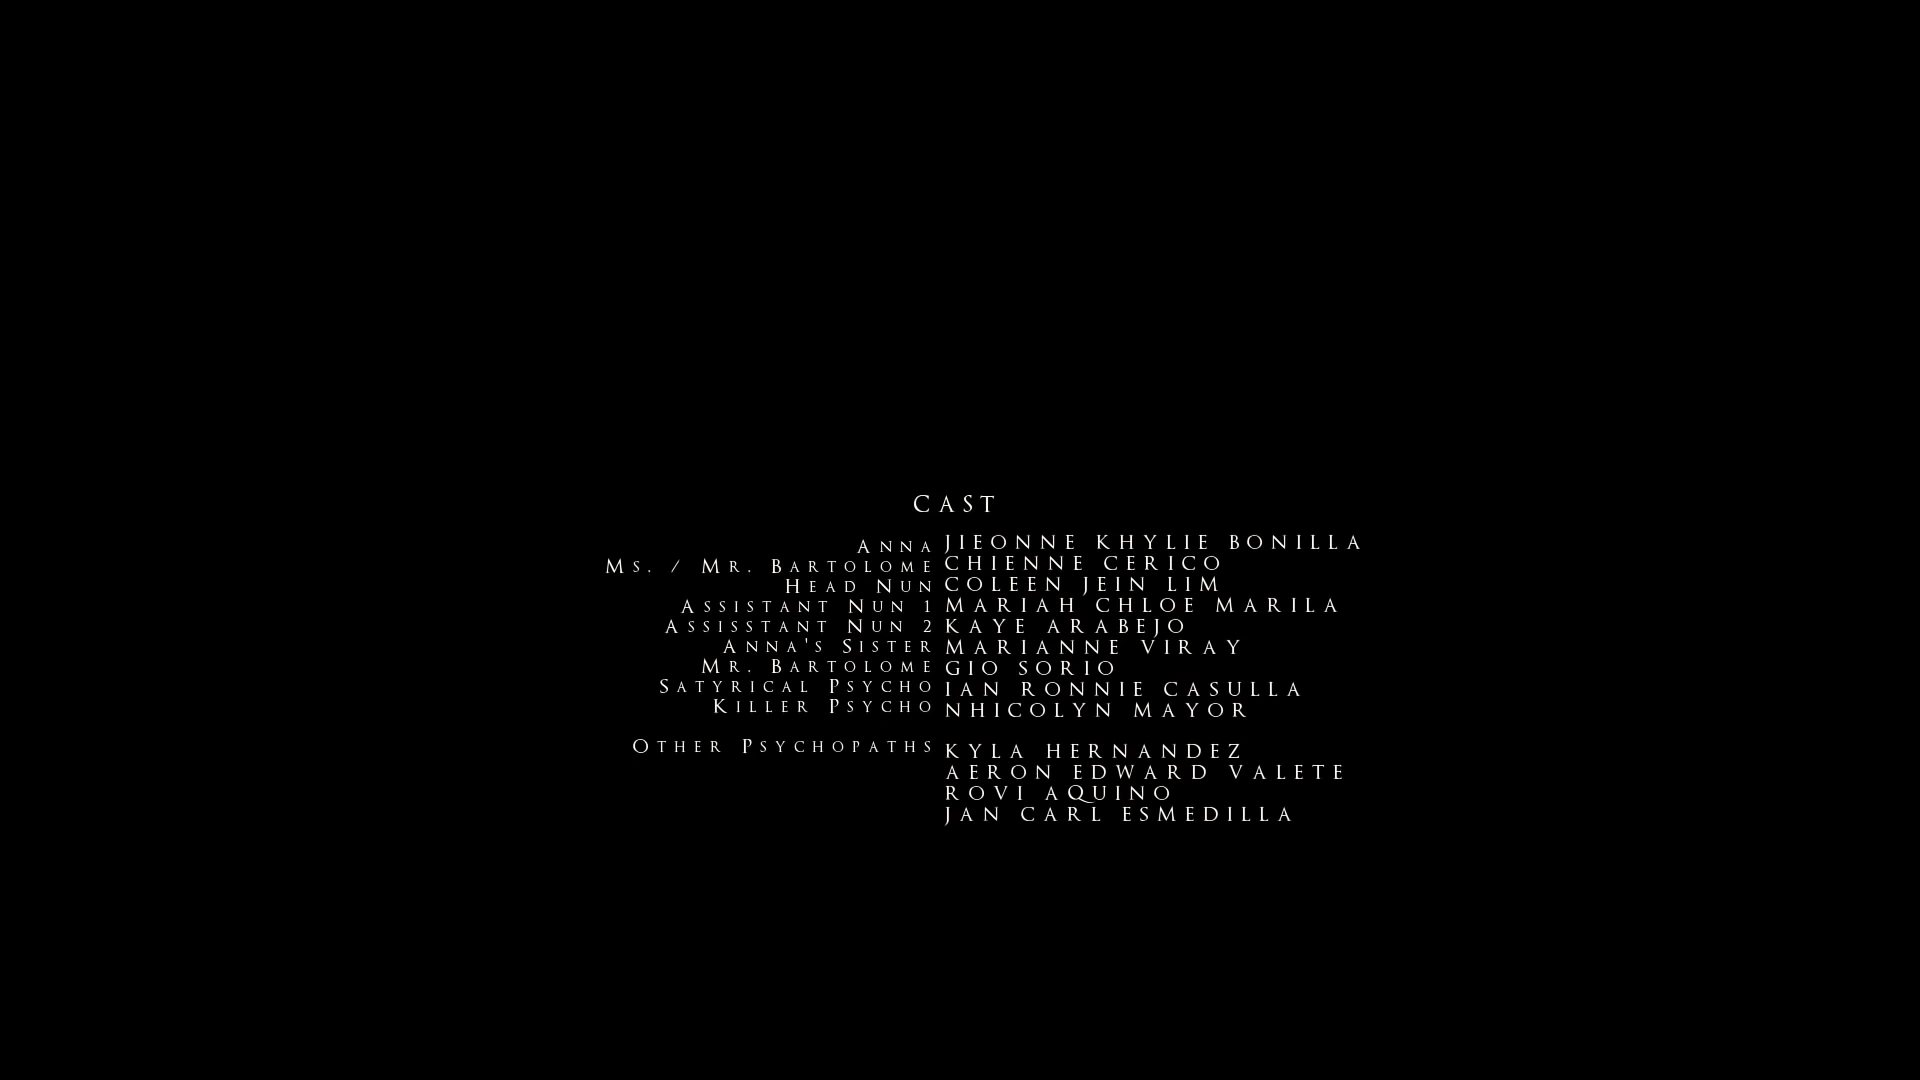 CAST
Anna JIEONNE KHYLIE BONILLA
Ms. / Mr. Bartolome CHIENNE CERICO
Head Nun COLEEN JEIN LIM
Assistant Nun 1 MARIAH CHLOE MARILA
Assisstant Nun 2 KAYE ARABEJO
Anna's Sister MARIANNE VIRAY
Mr. Bartolome GIO SORIO
Satyrical Psycho IAN RONNIE CASULLA
Killer Psycho NHICOLYN MAYOR
Other Psychopaths KYLA HERNANDEZ
AERON EDWARD VALETE
ROVI AQUINO
JAN CARL ESMEDILLA